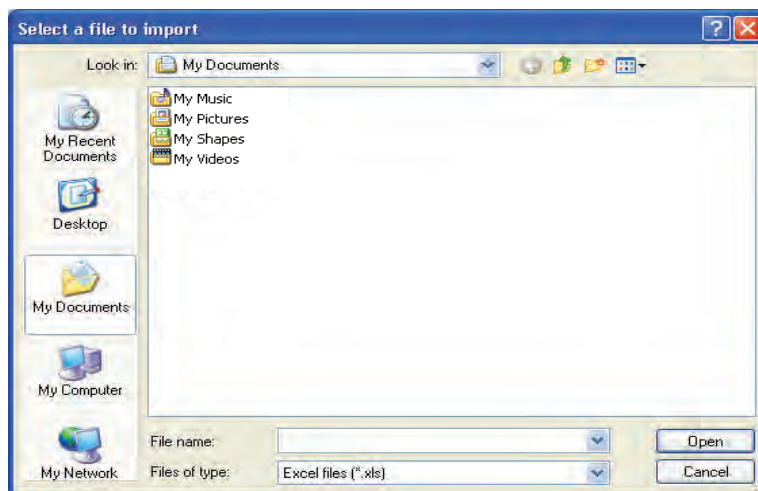 Select a file to import
Look in: My Documents
My Recent
Documents
Desktop
My Documents
My Computer
My Network
My Music
My Pictures
My Shapes
My Videos
File name:
Open
Files of type: Excel files (*.xls)
Cancel